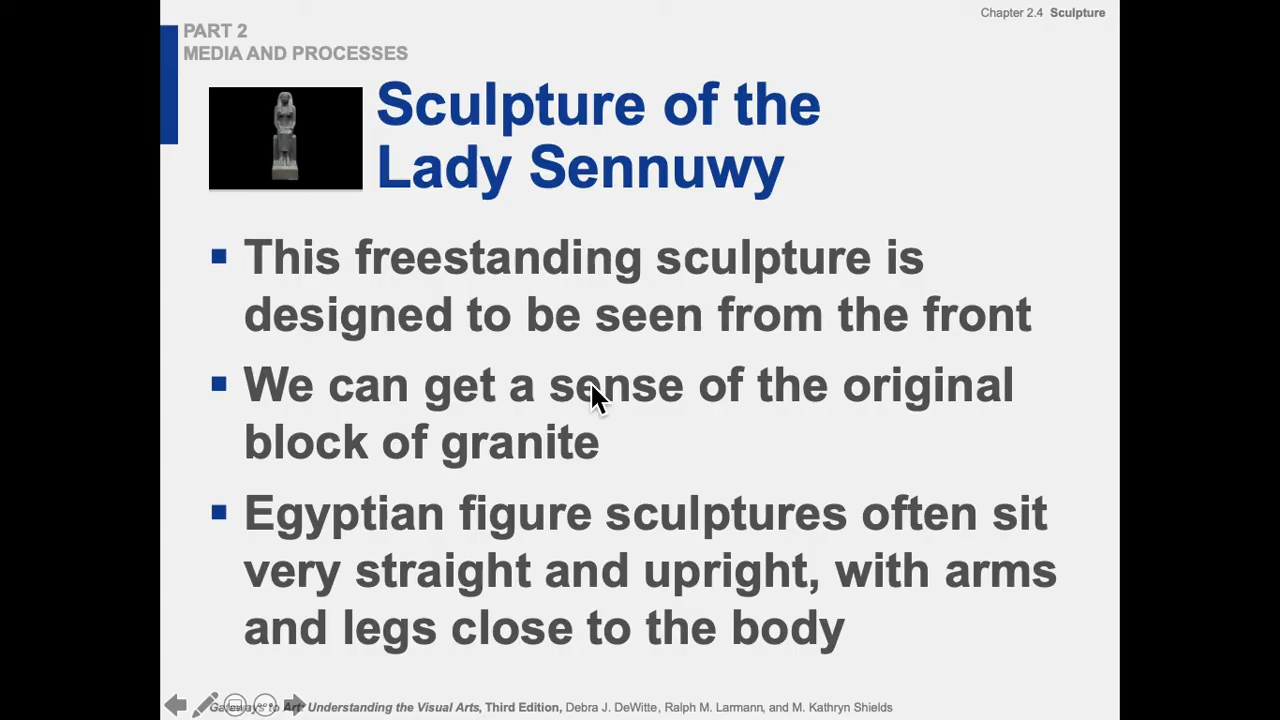 Chapter 2.4 Sculpture
PART 2
MEDIA AND PROCESSES
Sculpture of the
Lady Sennuwy
This freestanding sculpture is
designed to be seen from the front
We can get a sense of the original
block of granite
Egyptian figure sculptures often sit
very straight and upright, with arms
and legs close to the body
Gateways to Art: Understanding the Visual Arts, Third Edition, Debra J. DeWitte, Ralph M. Larmann, and M. Kathryn Shields